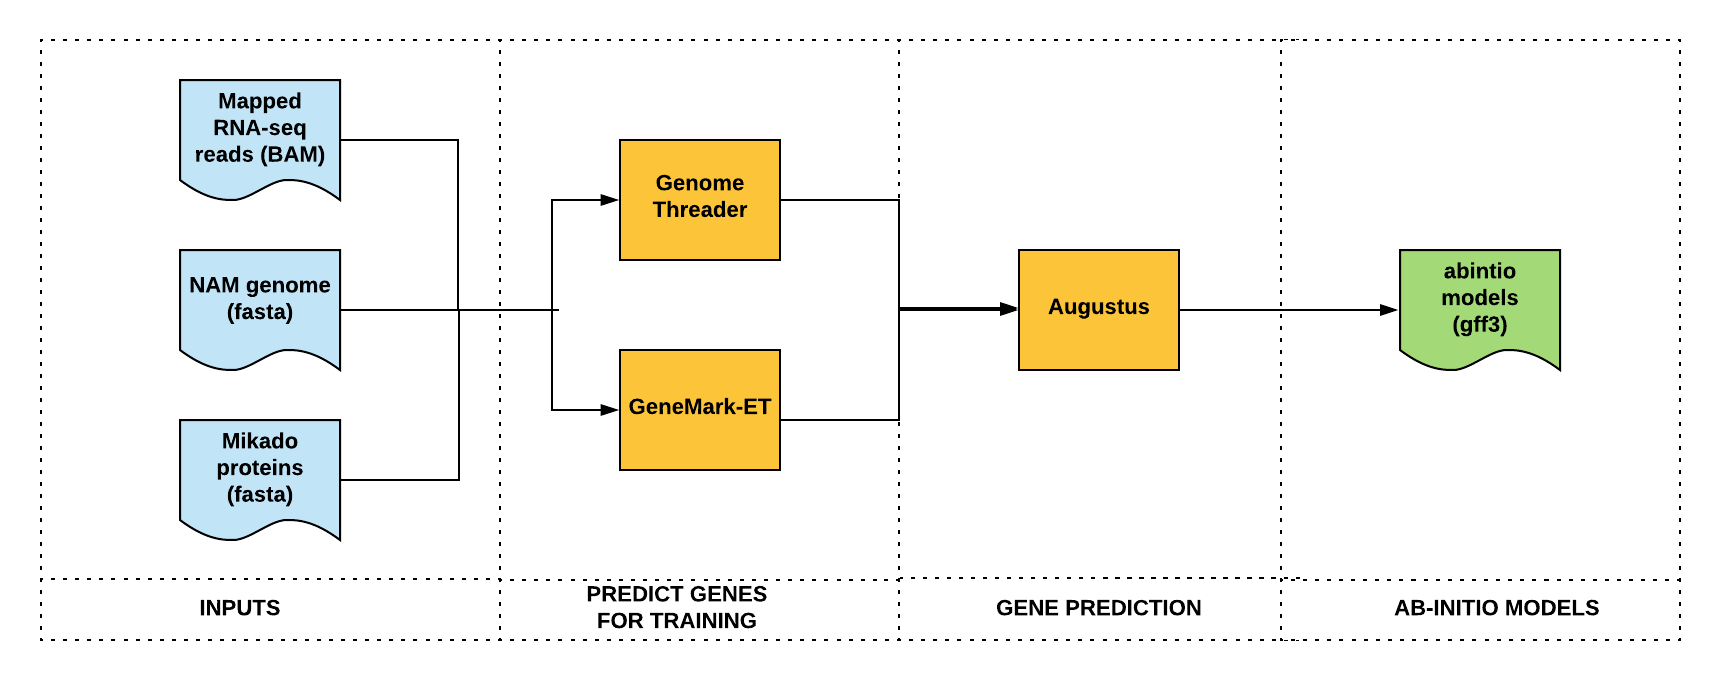 Mapped
RNA-seq
reads (BAM)
NAM genome
(fasta)
Mikado
proteins
(fasta)
Genome
Threader
GeneMark-ET
Augustus
abintio
models
(gff3)
INPUTS
PREDICT GENES
FOR TRAINING
GENE PREDICTION
AB-INITIO MODELS